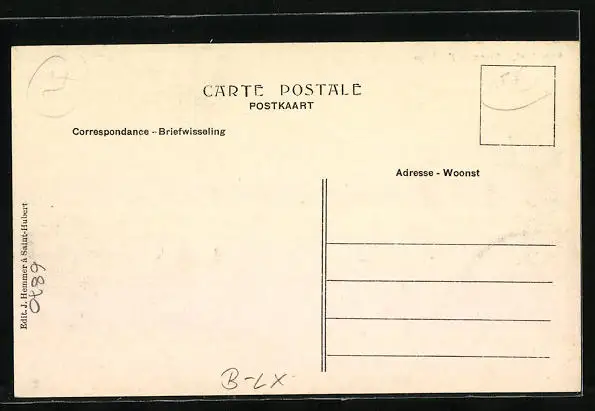 CARTE POSTALE
POSTKAART
Correspondance - Briefwisseling
Adresse - Woonst
Edit. J. Hemmer à Saint-Hubert
B-LX